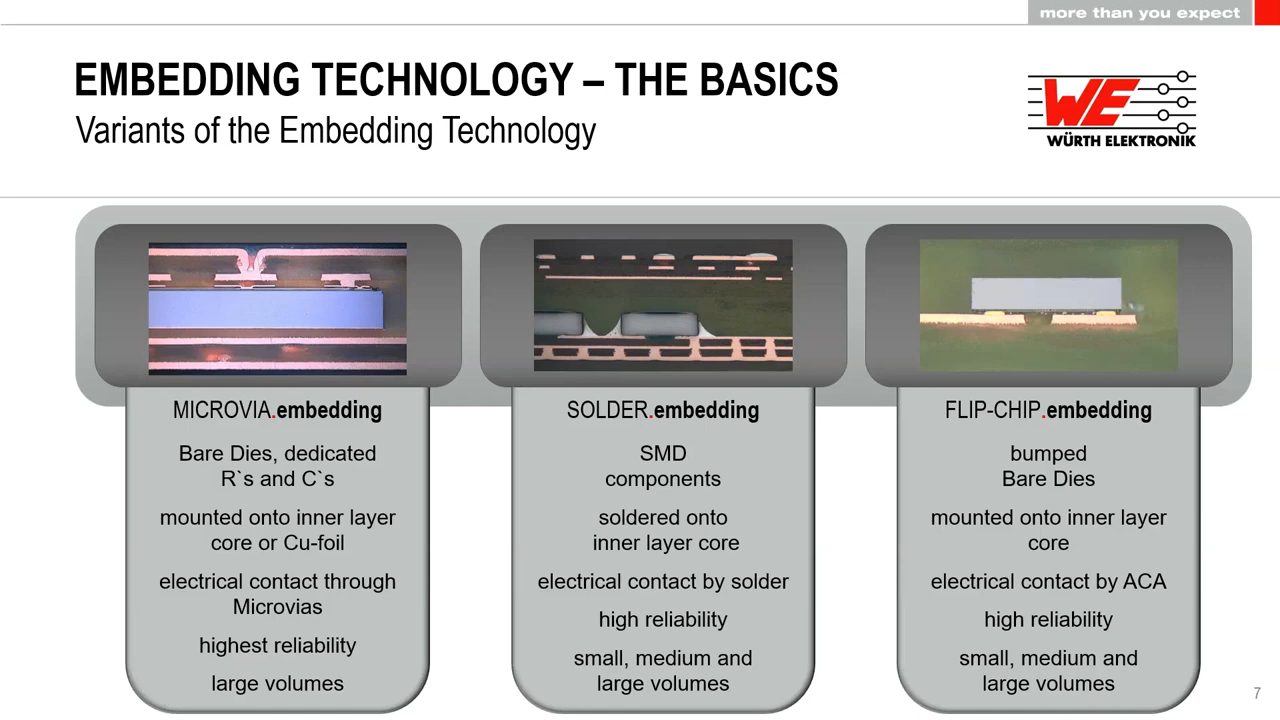 more than you expect
EMBEDDING TECHNOLOGY – THE BASICS
Variants of the Embedding Technology
WE
WÜRTH ELEKTRONIK
MICROVIA.embedding
Bare Dies, dedicated
R`s and C`s
mounted onto inner layer
core or Cu-foil
electrical contact through
Microvias
highest reliability
large volumes
SOLDER.embedding
SMD
components
soldered onto
inner layer core
electrical contact by solder
high reliability
small, medium and
large volumes
FLIP-CHIP.embedding
bumped
Bare Dies
mounted onto inner layer
core
electrical contact by ACA
high reliability
small, medium and
large volumes
7